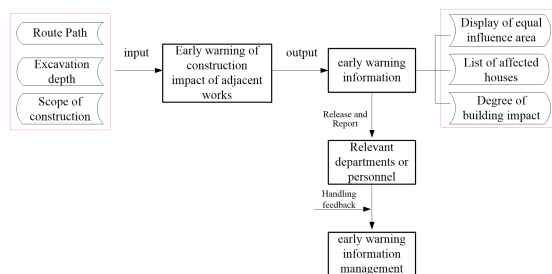 Route Path
Excavation
depth
Scope of
construction
input
Early warning of
construction
impact of adjacent
works
output
early warning
information
Display of equal
influence area
List of affected
houses
Degree of
building impact
Release and
Report
Relevant
departments or
personnel
Handling
feedback
early warning
information
management